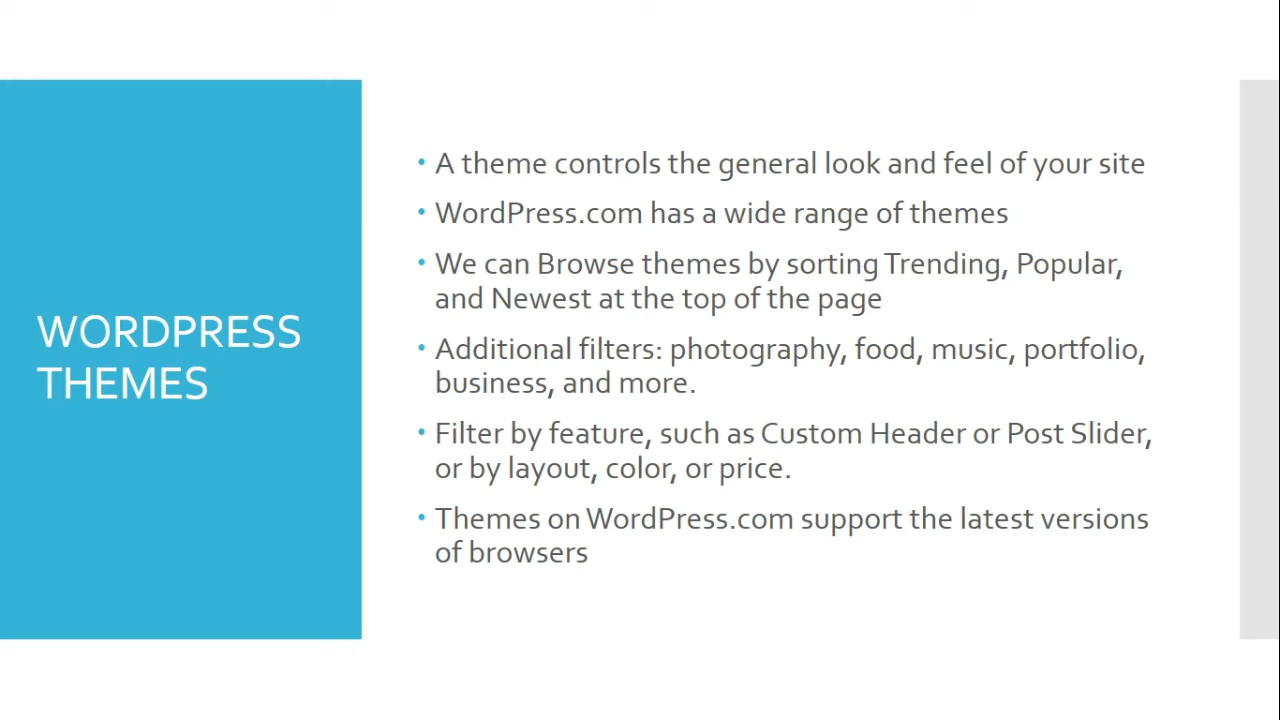 WORDPRESS
THEMES
• A theme controls the general look and feel of your site
• WordPress.com has a wide range of themes
• We can Browse themes by sorting Trending, Popular,
and Newest at the top of the page
• Additional filters: photography, food, music, portfolio,
business, and more.
• Filter by feature, such as Custom Header or Post Slider,
or by layout, color, or price.
• Themes on WordPress.com support the latest versions
of browsers